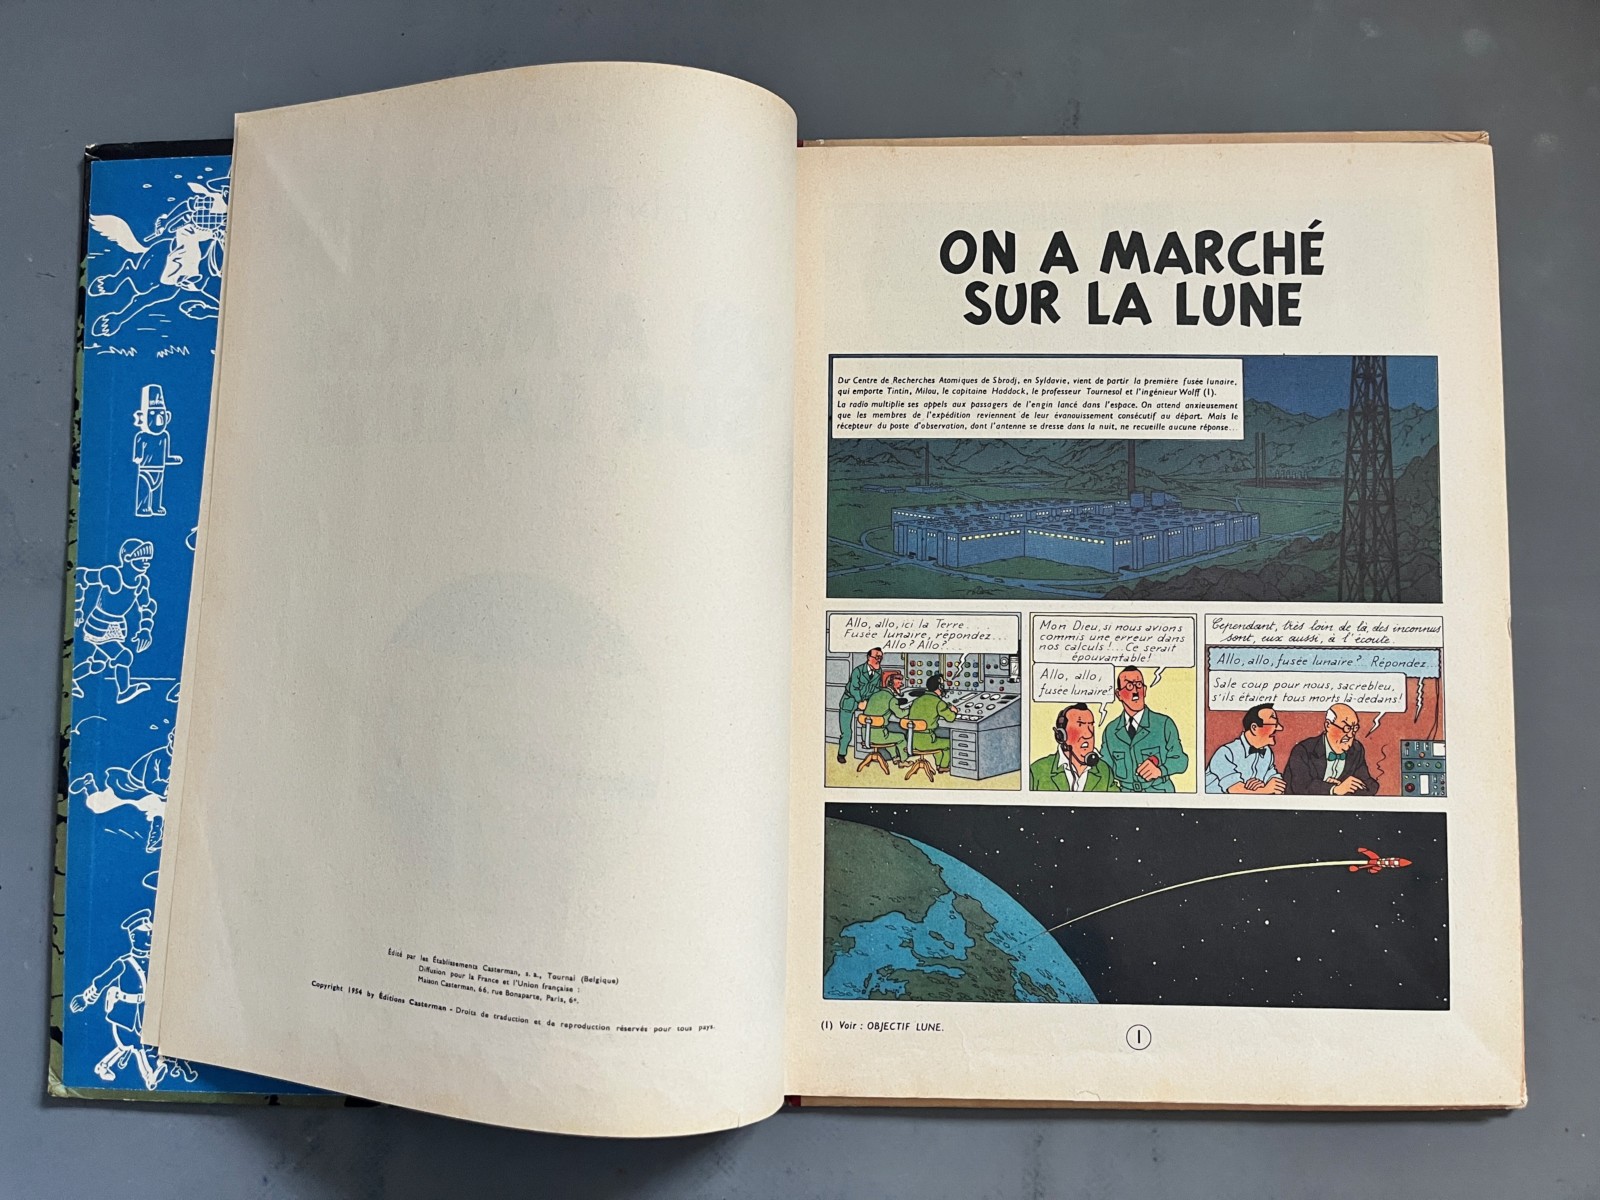 Édité par les Établissements Casterman, s. a., Tournai (Belgique)
Diffusion pour la France et l'Union française :
Maison Casterman, 66, rue Bonaparte, Paris, 6e.
Copyright 1954 by Éditions Casterman - Droits de traduction et de reproduction réservés pour tous pays.
ON A MARCHÉ
SUR LA LUNE
Du Centre de Recherches Atomiques de Sbrodj, en Syldavie, vient de partir la première fusée lunaire,
qui emporte Tintin, Milou, le capitaine Haddock, le professeur Tournesol et l'ingénieur Wolff (1).
La radio multiplie ses appels aux passagers de l'engin lancé dans l'espace. On attend anxieusement
que les membres de l'expédition reviennent de leur évanouissement consécutif au départ. Mais le
récepteur du poste d'observation, dont l'antenne se dresse dans la nuit, ne recueille aucune réponse...
Allo, allo, ici la Terre...
Fusée lunaire, répondez...
Allo? Allo?...
Mon Dieu, si nous avions
commis une erreur dans
nos calculs!... Ce serait
épouvantable!
Allo, allo,
fusée lunaire?
Cependant, très loin de là, des inconnus
sont, eux aussi, à l'écoute...
Allo, allo, fusée lunaire?.. Répondez...
Sale coup pour nous, sacrebleu,
s'ils étaient tous morts là-dedans!
(1) Voir : OBJECTIF LUNE.
1